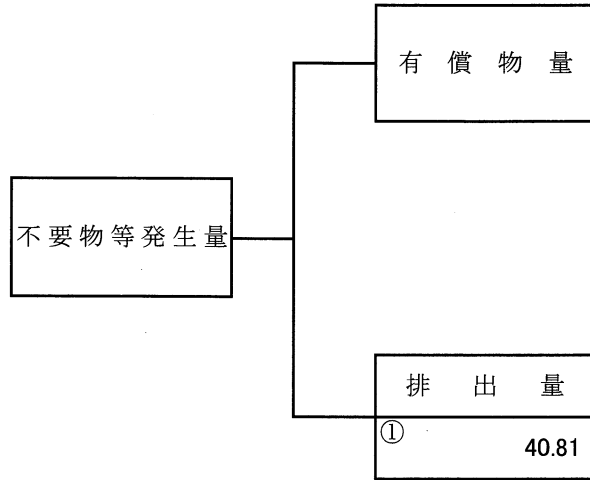 有償物量
不要物等発生量
排出量
①
40.81